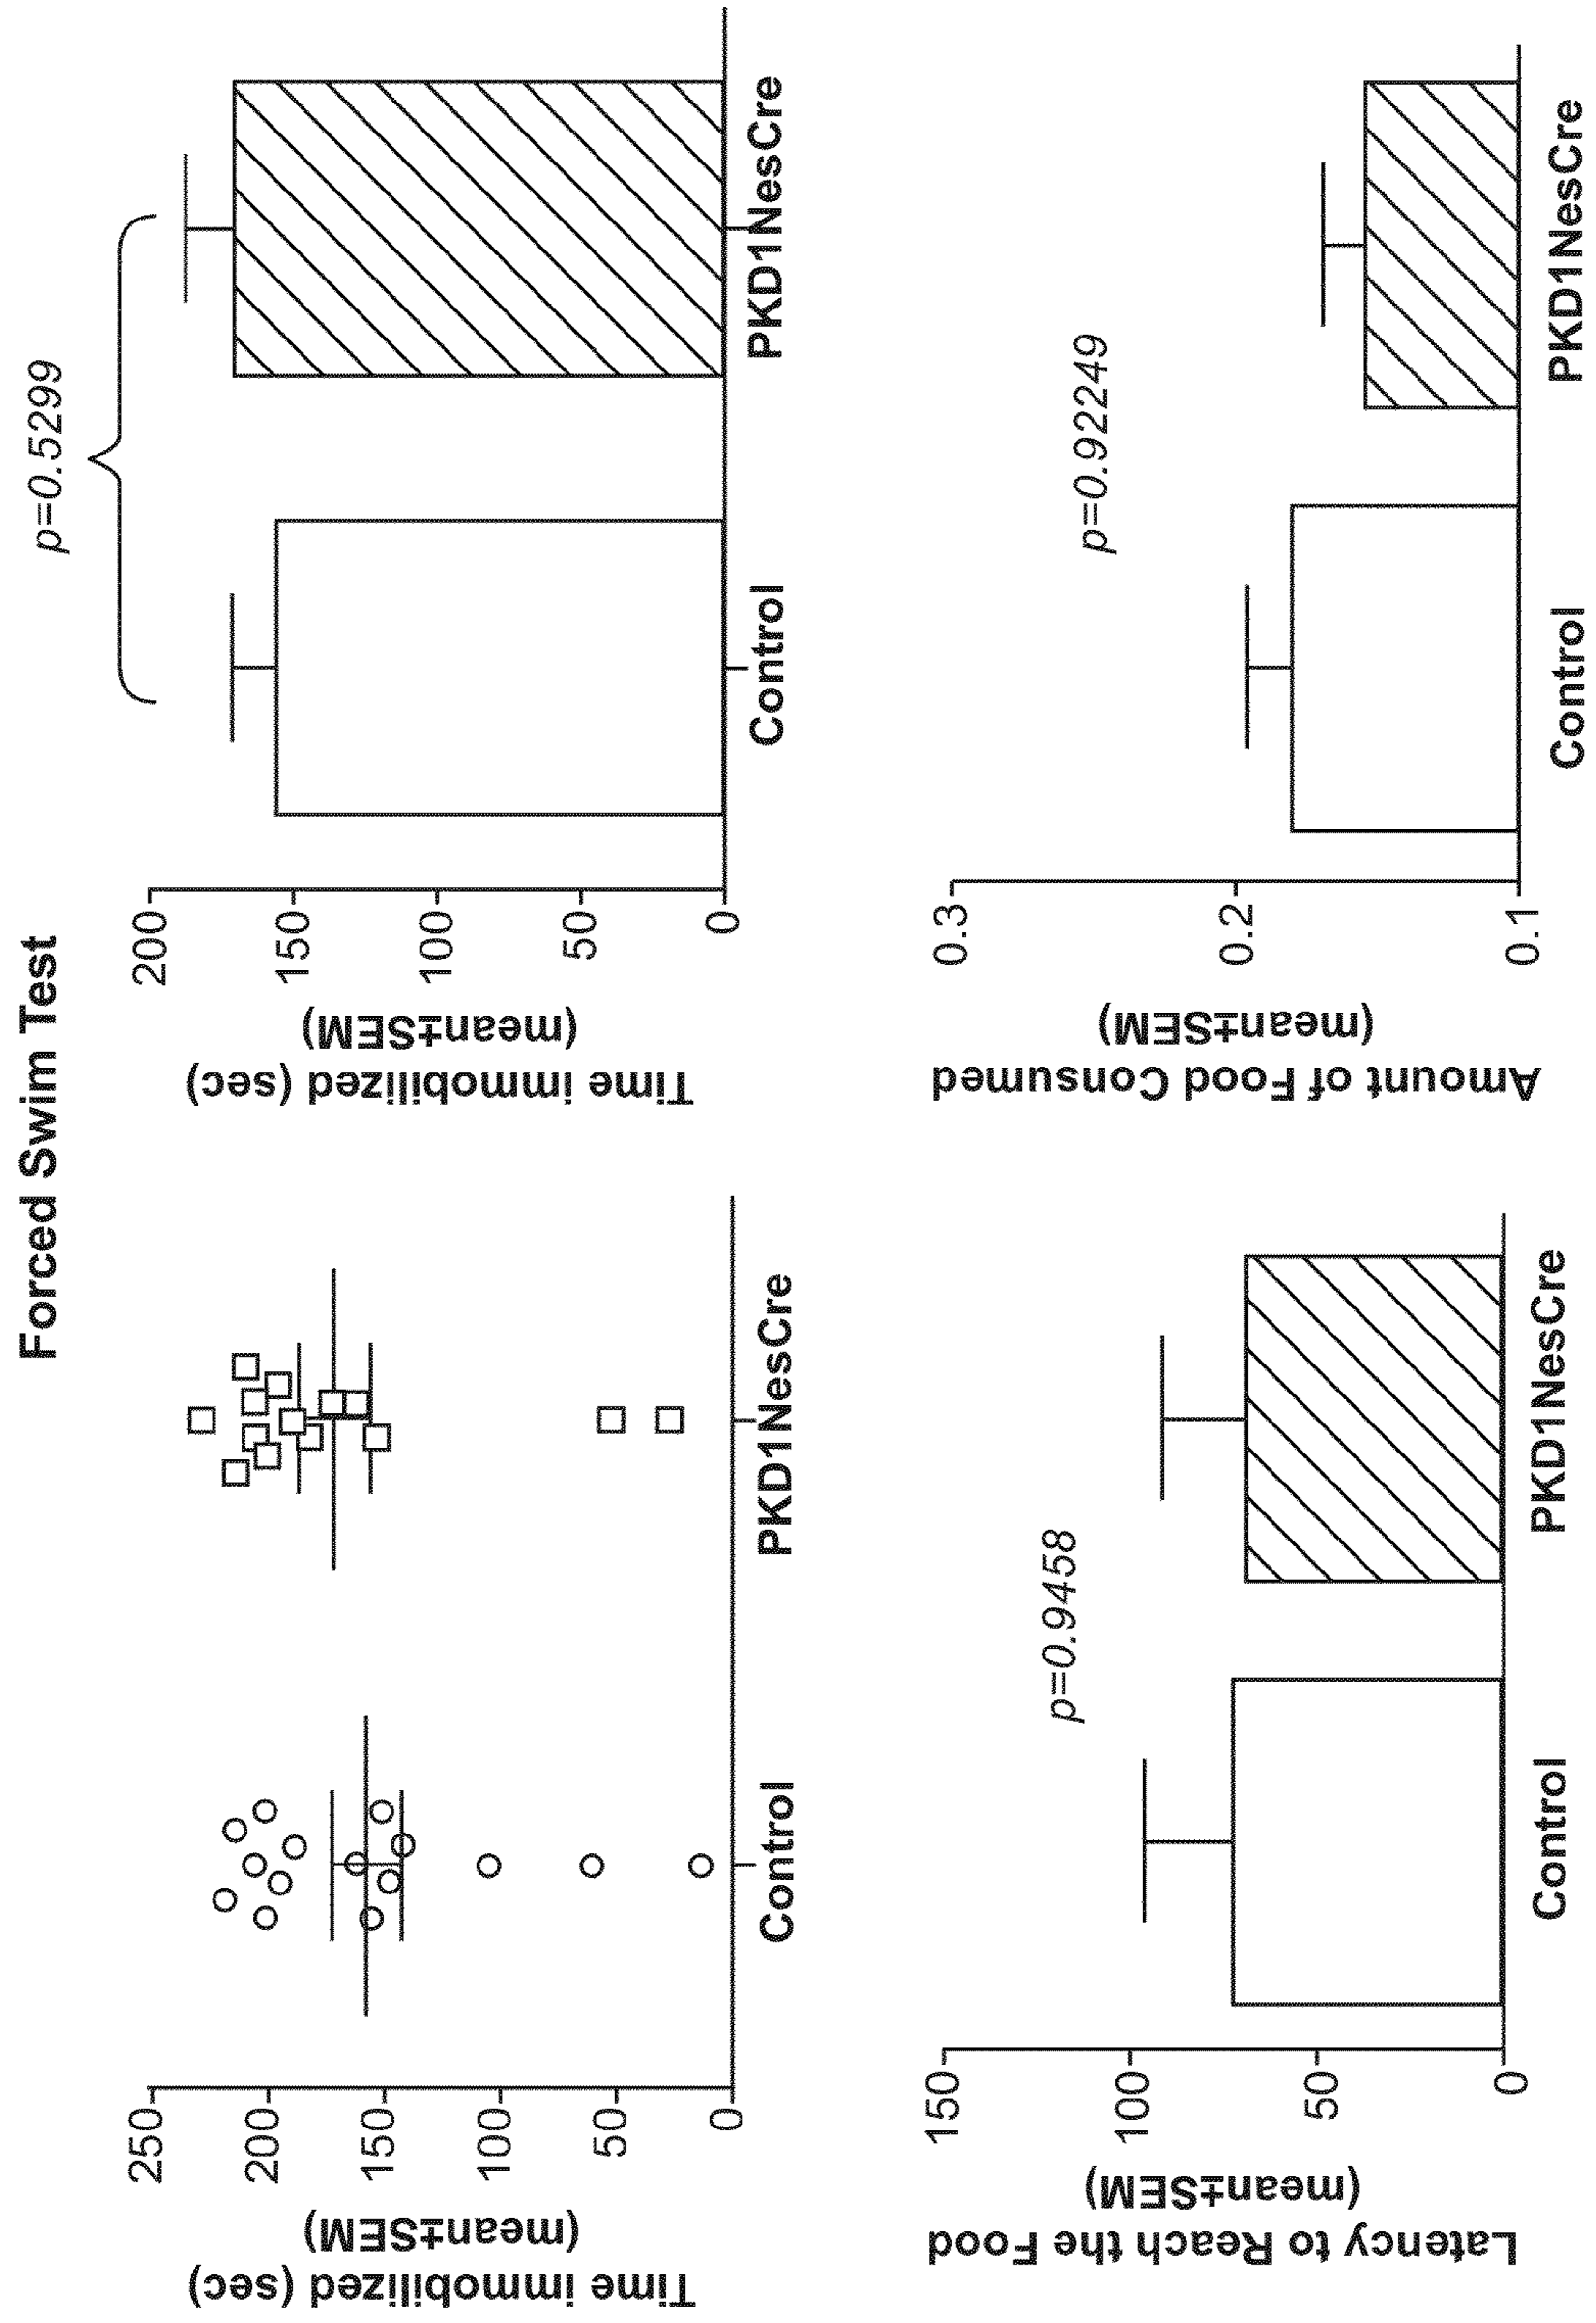 Forced Swim Test
Time immobilized (sec)
(mean±SEM)
250
200
150
100
50
0
Control
PKD1NesCre
Time immobilized (sec)
(mean±SEM)
200
150
100
50
0
p=0.5299
Control
PKD1NesCre
Latency to Reach the Food
(mean±SEM)
150
100
50
0
p=0.9458
Control
PKD1NesCre
Amount of Food Consumed
(mean±SEM)
0.3
0.2
0.1
p=0.92249
Control
PKD1NesCre